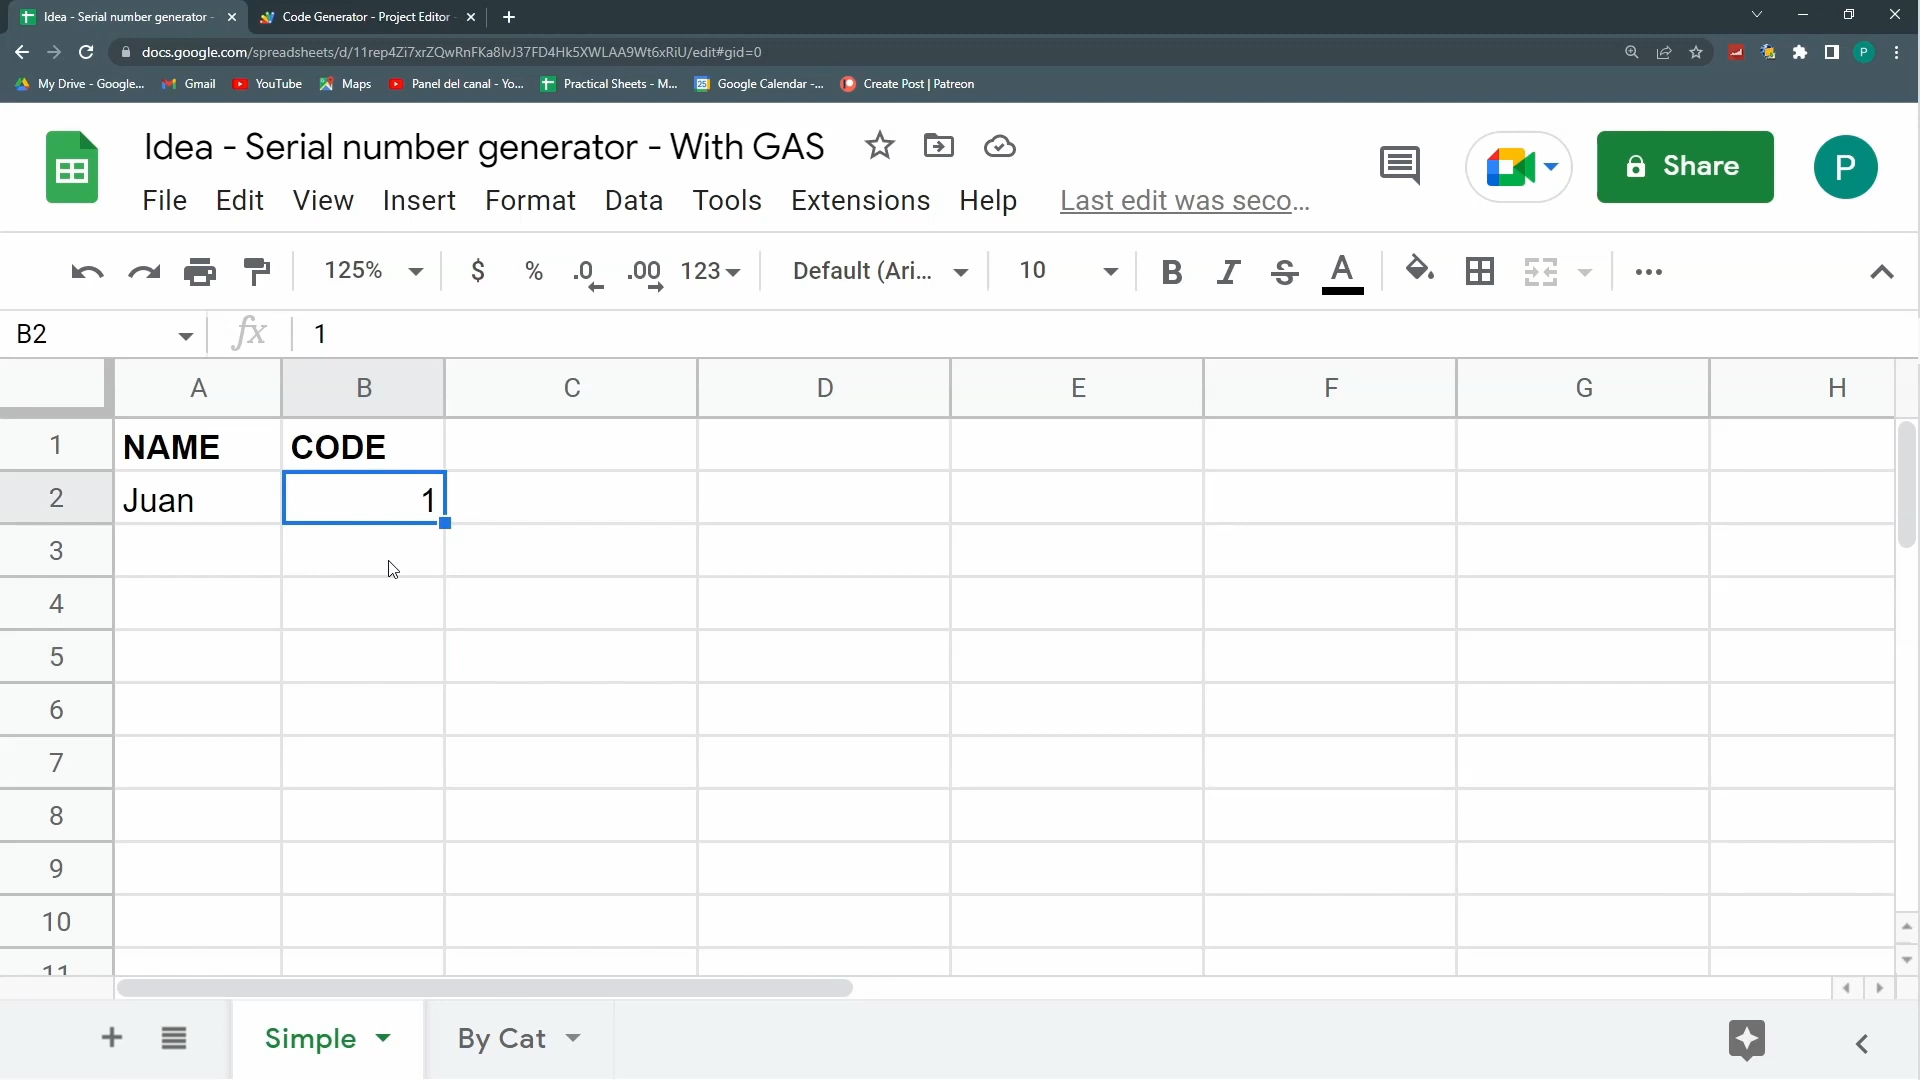 Idea - Serial number generator -
Code Generator - Project Editor
docs.google.com/spreadsheets/d/11rep4Zi7xrZQwRnFKa8lvJ37FD4Hk5XWLAA9Wt6xRiU/edit#gid=0
P
My Drive - Google...
Gmail
YouTube
Maps
Panel del canal - Yo...
Practical Sheets - M...
Google Calendar -...
Create Post | Patreon
Idea - Serial number generator - With GAS
Share
P
File Edit View Insert Format Data Tools Extensions Help Last edit was seco...
125% $ % .0 .00 123 Default (Ari... 10 B I S A
B2 fx 1
A B C D E F G H
1 NAME CODE
2 Juan 1
3
4
5
6
7
8
9
10
11
Simple By Cat